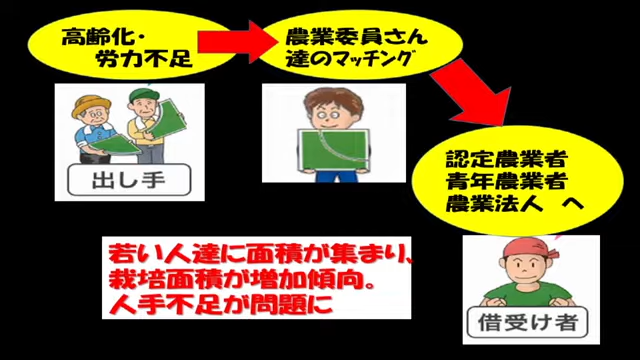 高齢化・
労力不足
農業委員さん
達のﾏｯﾁﾝｸﾞ
出し手
認定農業者
青年農業者
農業法人　へ
若い人達に面積が集まり、
栽培面積が増加傾向。
人手不足が問題に
借受け者